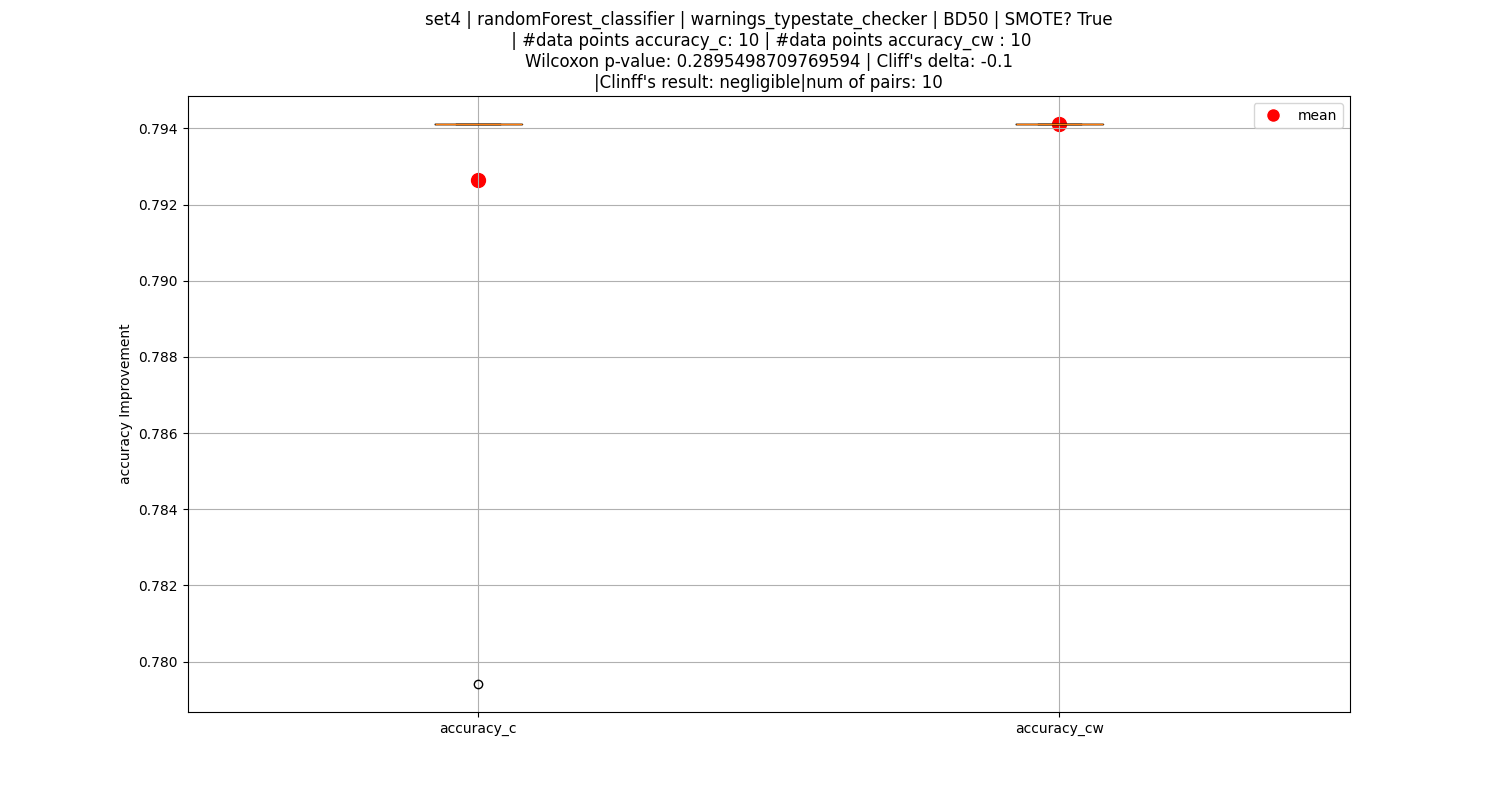 set4 | randomForest_classifier | warnings_typestate_checker | BD50 | SMOTE? True
| #data points accuracy_c: 10 | #data points accuracy_cw : 10
Wilcoxon p-value: 0.2895498709769594 | Cliff's delta: -0.1
|Clinff's result: negligible|num of pairs: 10
mean
0.794
0.792
0.790
0.788
0.786
0.784
0.782
0.780
accuracy Improvement
accuracy_c
accuracy_cw